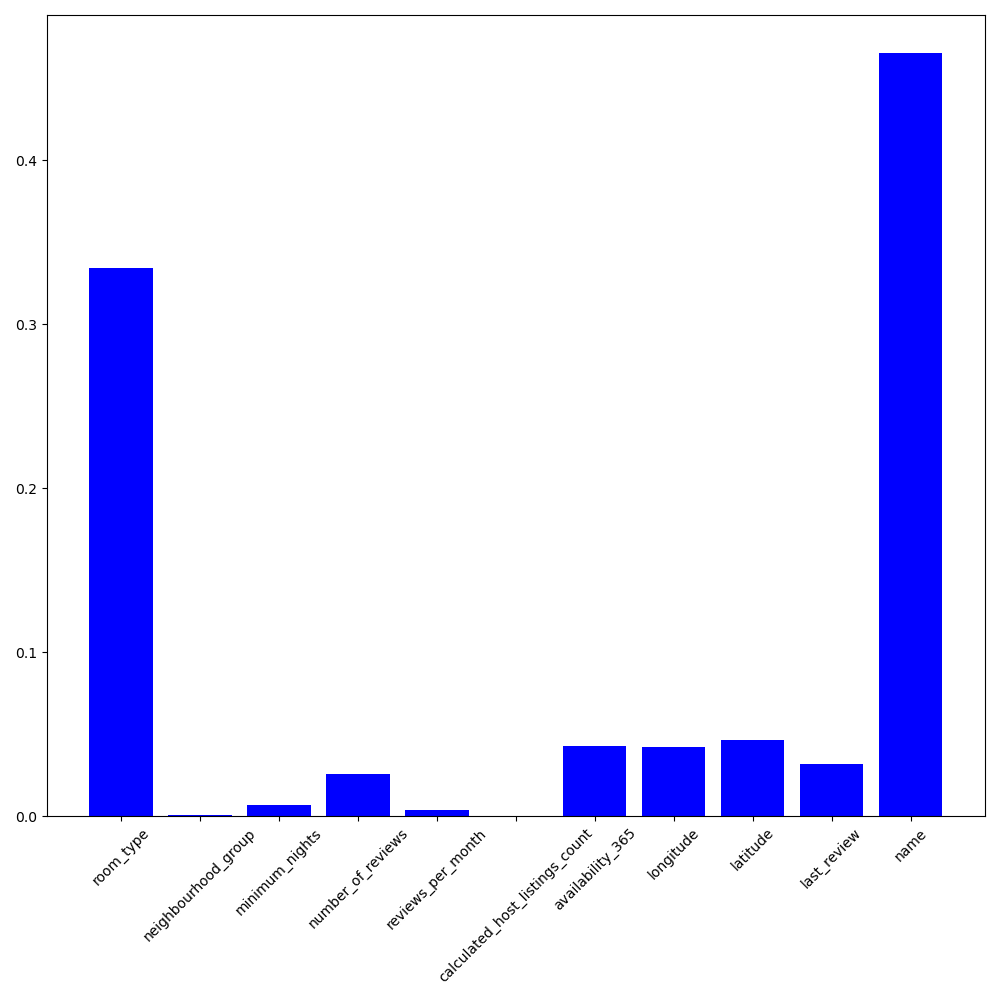 0.4
0.3
0.2
0.1
0.0
room_type
neighbourhood_group
minimum_nights
number_of_reviews
reviews_per_month
calculated_host_listings_count
availability_365
longitude
latitude
last_review
name